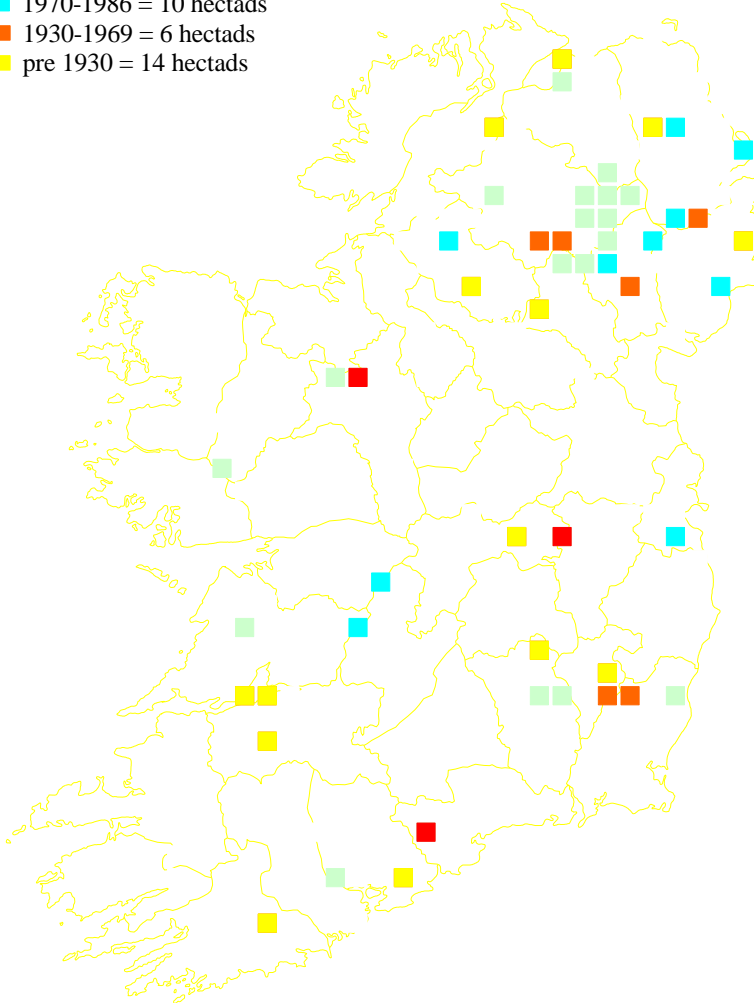 1970-1986 = 10 hectads
1930-1969 = 6 hectads
pre 1930 = 14 hectads